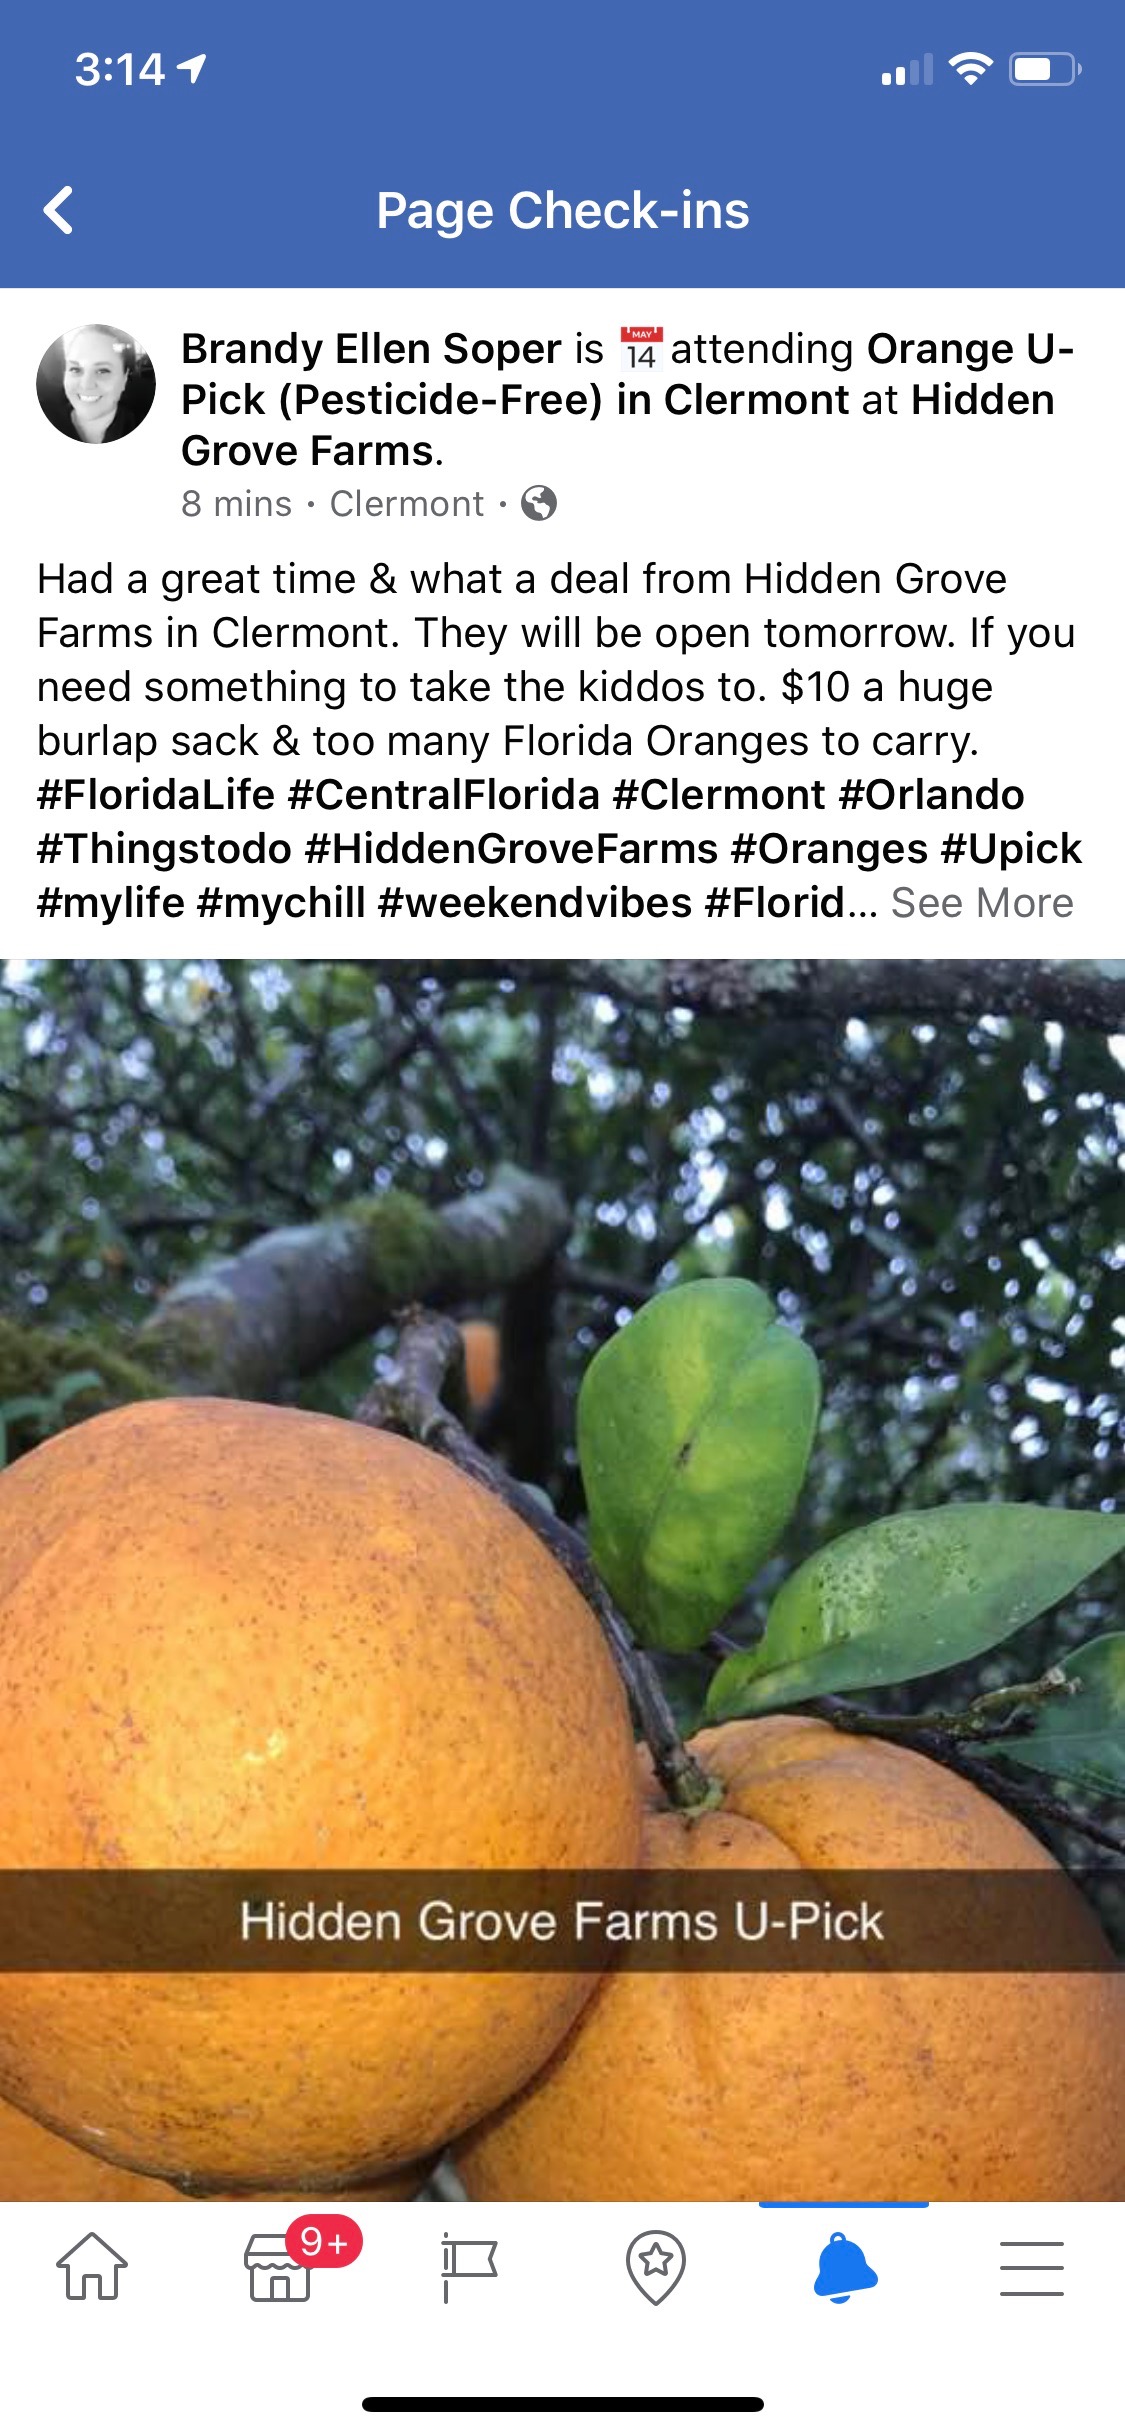 3:14
Page Check-ins
Brandy Ellen Soper is MAY 14 attending Orange U-
Pick (Pesticide-Free) in Clermont at Hidden
Grove Farms.
8 mins · Clermont ·
Had a great time & what a deal from Hidden Grove
Farms in Clermont. They will be open tomorrow. If you
need something to take the kiddos to. $10 a huge
burlap sack & too many Florida Oranges to carry.
#FloridaLife #CentralFlorida #Clermont #Orlando
#Thingstodo #HiddenGroveFarms #Oranges #Upick
#mylife #mychill #weekendvibes #Florid... See More
Hidden Grove Farms U-Pick
9+